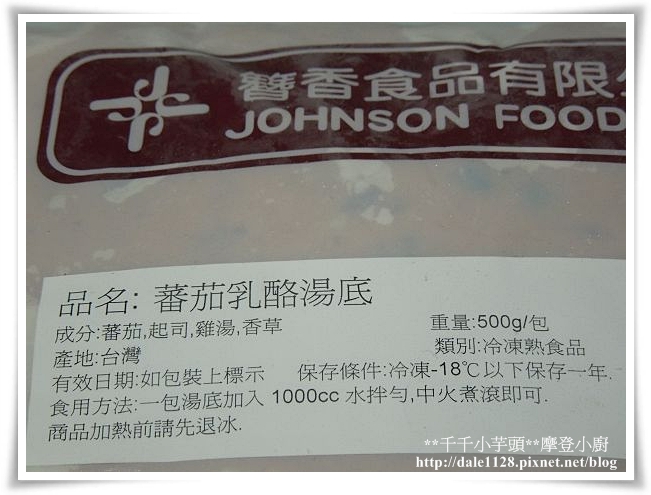 馨香食品有限
JOHNSON FOOD
品名: 蕃茄乳酪湯底
成分:蕃茄,起司,雞湯,香草 重量:500g/包
產地:台灣 類別:冷凍熟食品
有效日期:如包裝上標示 保存條件:冷凍-18℃以下保存一年.
食用方法:一包湯底加入 1000cc 水拌勻,中火煮滾即可.
商品加熱前請先退冰.
**千千小芋頭**摩登小廚
http://dale1128.pixnet.net/blog